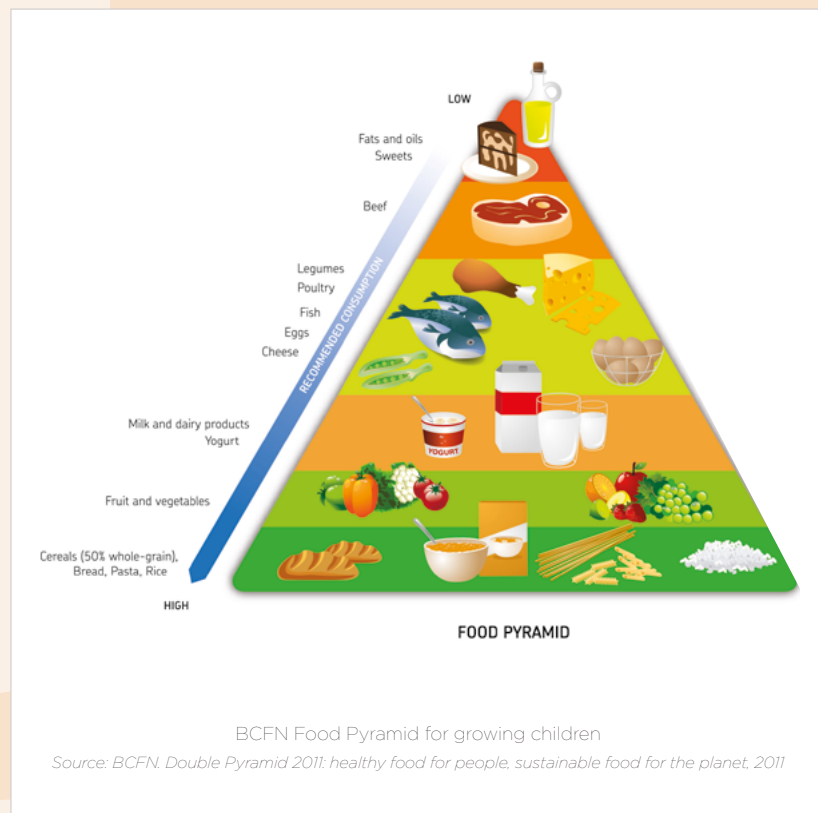 LOW
Fats and oils
Sweets
Beef
Legumes
Poultry
Fish
Eggs
Cheese
RECOMMENDED CONSUMPTION
Milk and dairy products
Yogurt
YOGURT
Fruit and vegetables
Cereals (50% whole-grain),
Bread, Pasta, Rice
HIGH
FOOD PYRAMID
BCFN Food Pyramid for growing children
Source: BCFN. Double Pyramid 2011: healthy food for people, sustainable food for the planet, 2011